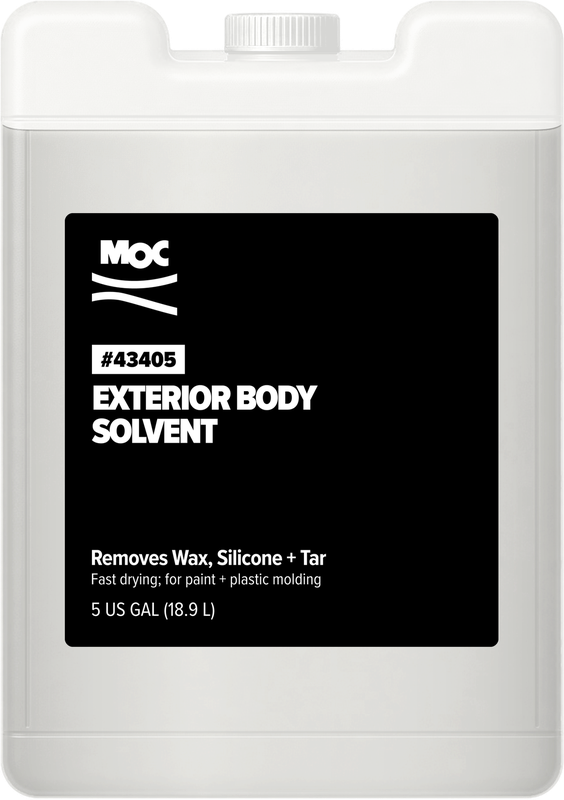 MOC
#43405
EXTERIOR BODY
SOLVENT
Removes Wax, Silicone + Tar
Fast drying; for paint + plastic molding
5 US GAL (18.9 L)